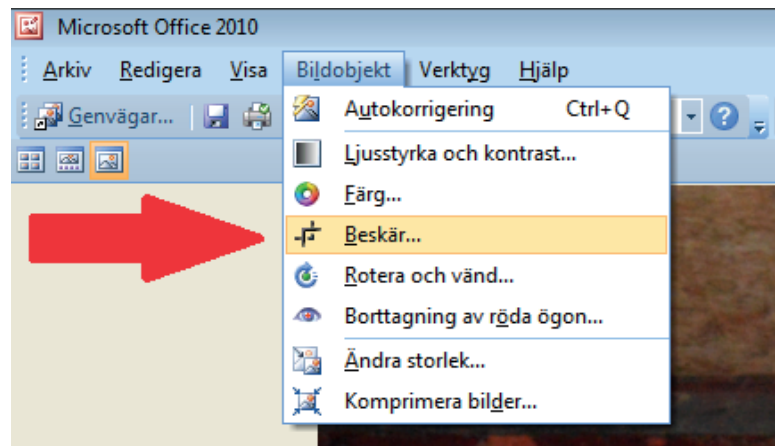 Microsoft Office 2010
Arkiv Redigera Visa Bildobjekt Verktyg Hjälp
Genvägar...
Autokorrigering Ctrl+Q
Ljusstyrka och kontrast...
Färg...
Beskär...
Rotera och vänd...
Borttagning av röda ögon...
Ändra storlek...
Komprimera bilder...